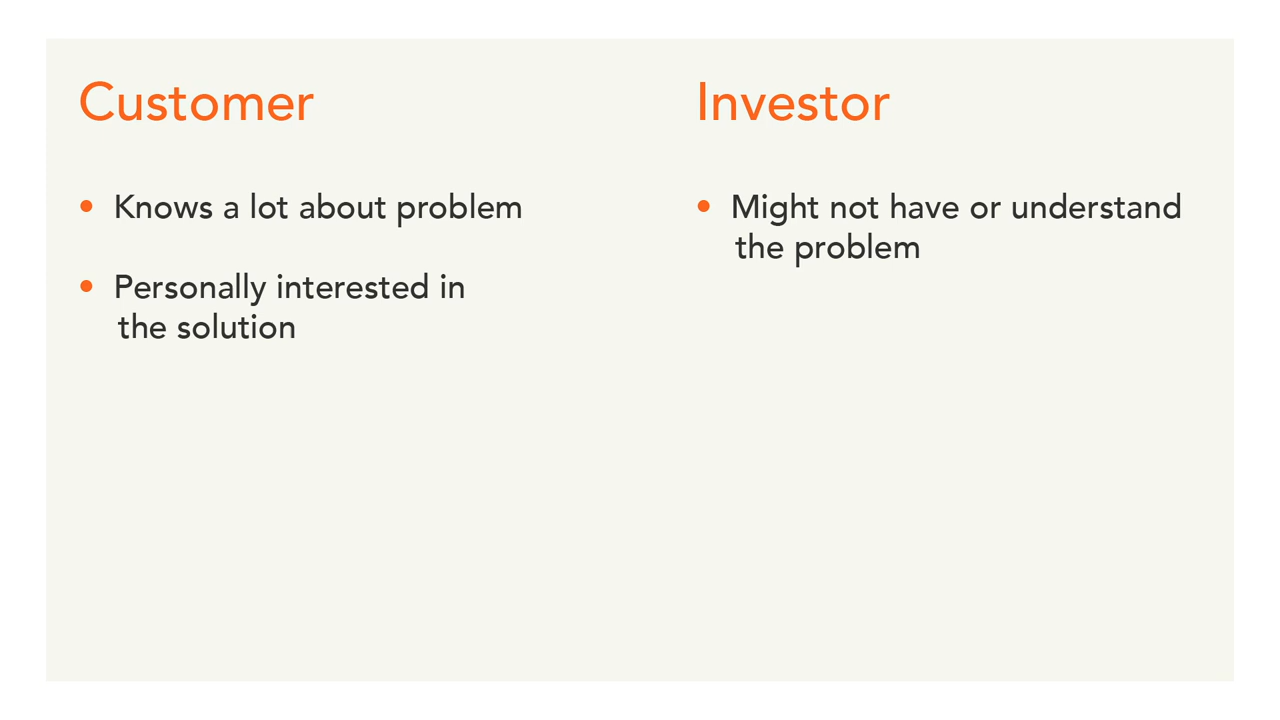 Customer
• Knows a lot about problem
• Personally interested in
the solution
Investor
• Might not have or understand
the problem